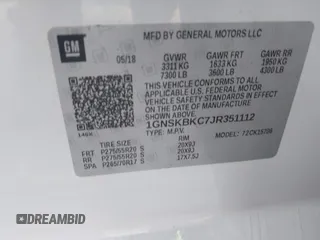 GM
MFD BY GENERAL MOTORS LLC
05/18
GVWR GAWR FRT GAWR RR
3311 KG 1633 KG 1950 KG
7300 LB 3600 LB 4300 LB
THIS VEHICLE CONFORMS TO ALL APPLICABLE
U.S. FEDERAL MOTOR VEHICLE SAFETY
STANDARDS IN EFFECT ON THE DATE OF
MANUFACTURE SHOWN ABOVE.
1GNSKBKC7JR351112
TYPE: M.P.V. MODEL:
TIRE RIM
FRT P275/55R20 S 20X9J
RR P275/55R20 S 20X9J
SPA P265/70R17 S 17X7.5J
DREAMBID
DREAMBID.COM